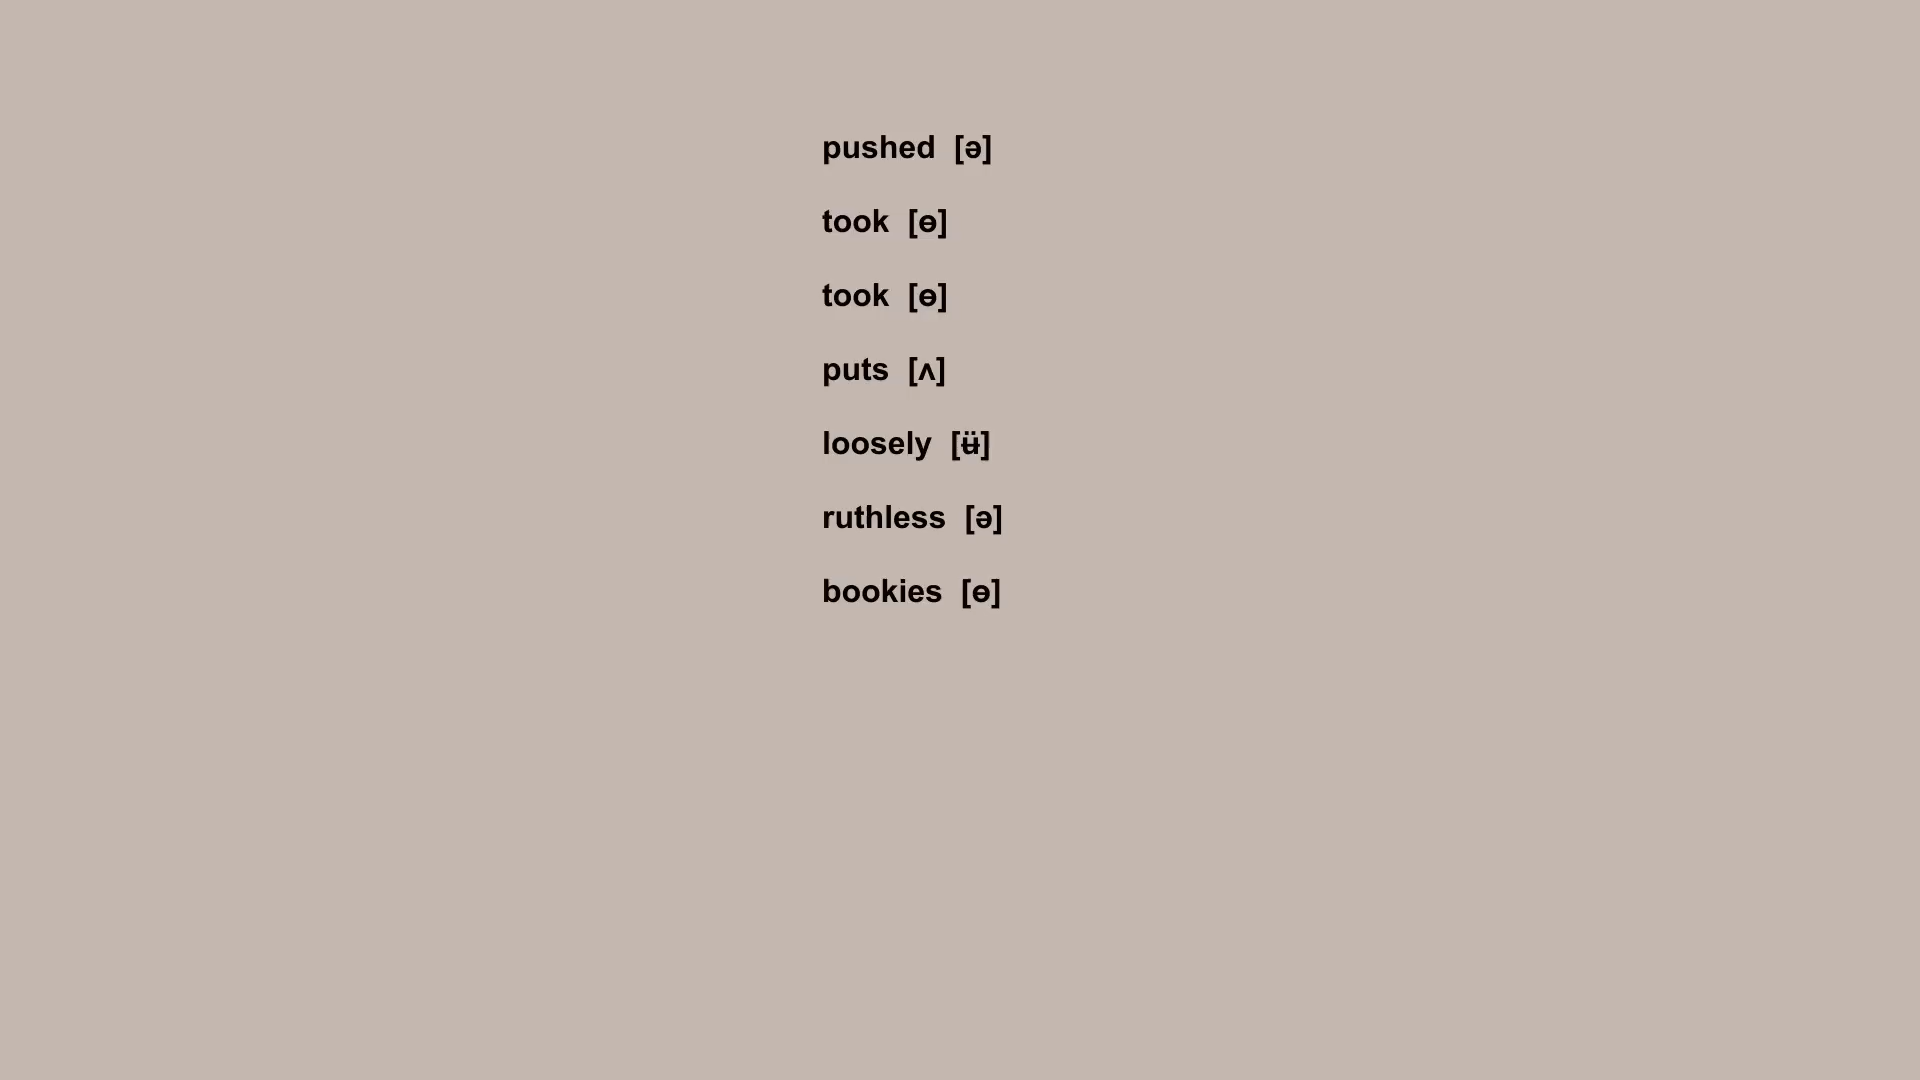 pushed [ə]
took [ɵ]
took [ɵ]
puts [ʌ]
loosely [ʉ̈]
ruthless [ə]
bookies [ɵ]